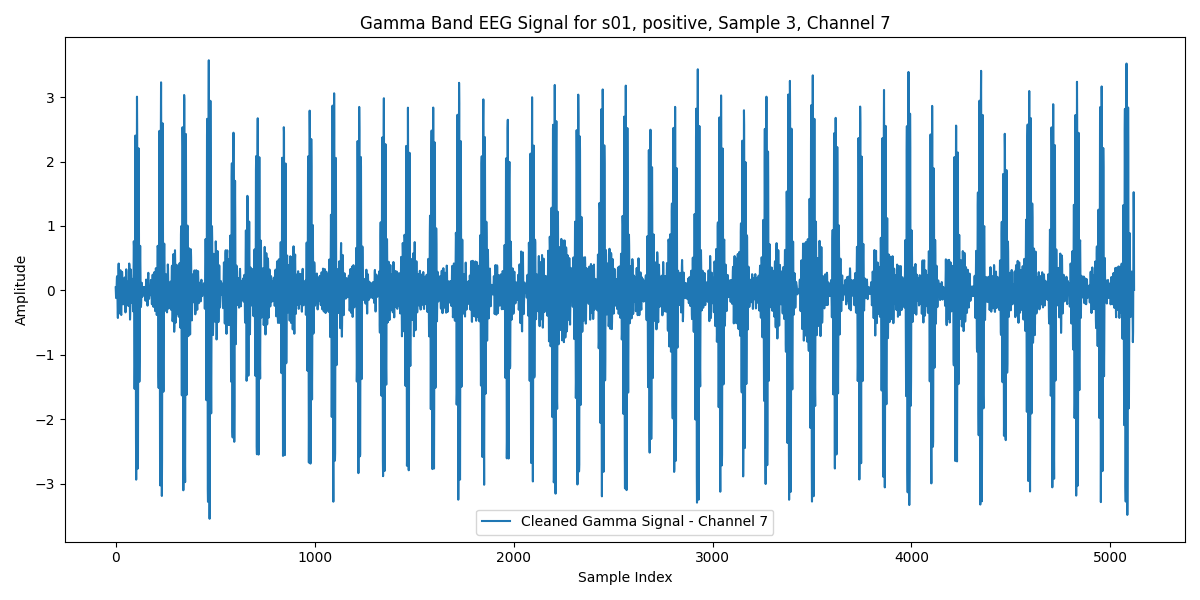 Gamma Band EEG Signal for s01, positive, Sample 3, Channel 7
Amplitude
3
2
1
0
−1
−2
−3
Cleaned Gamma Signal - Channel 7
0 1000 2000 3000 4000 5000
Sample Index